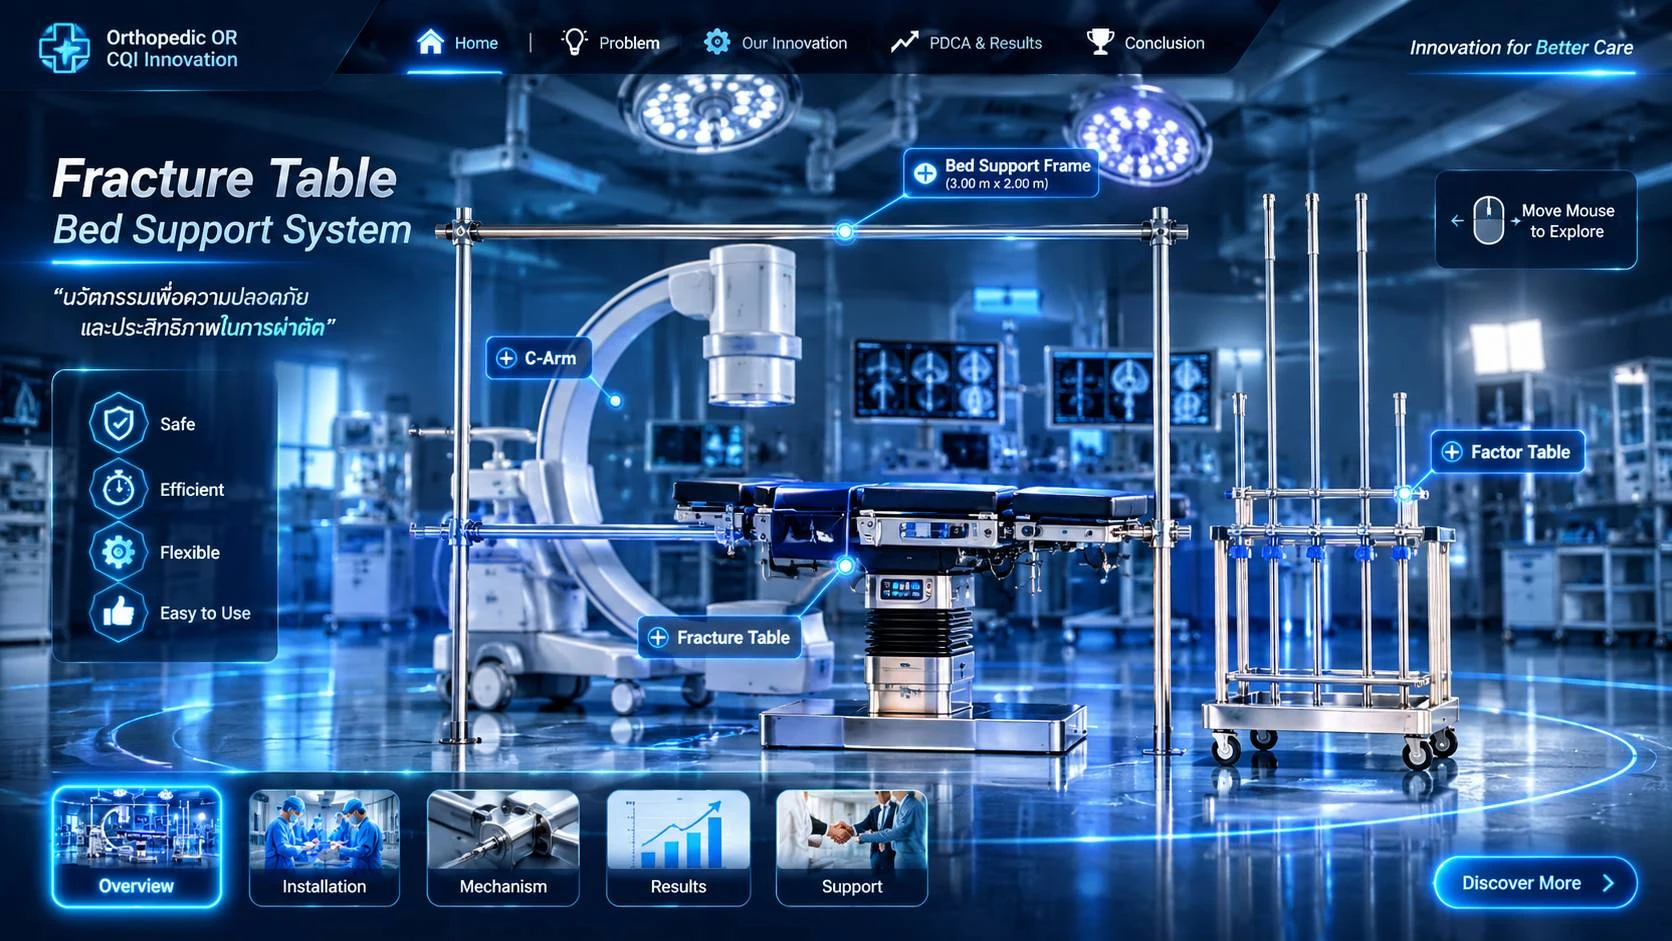 Orthopedic OR
CQI Innovation
Home
Problem
Our Innovation
PDCA & Results
Conclusion
Innovation for Better Care
Fracture Table
Bed Support System
“นวัตกรรมเพื่อความปลอดภัย
และประสิทธิภาพในการผ่าตัด”
Bed Support Frame
(3.00 m x 2.00 m)
Move Mouse
to Explore
C-Arm
Safe
Efficient
Flexible
Easy to Use
Factor Table
Fracture Table
Overview
Installation
Mechanism
Results
Support
Discover More